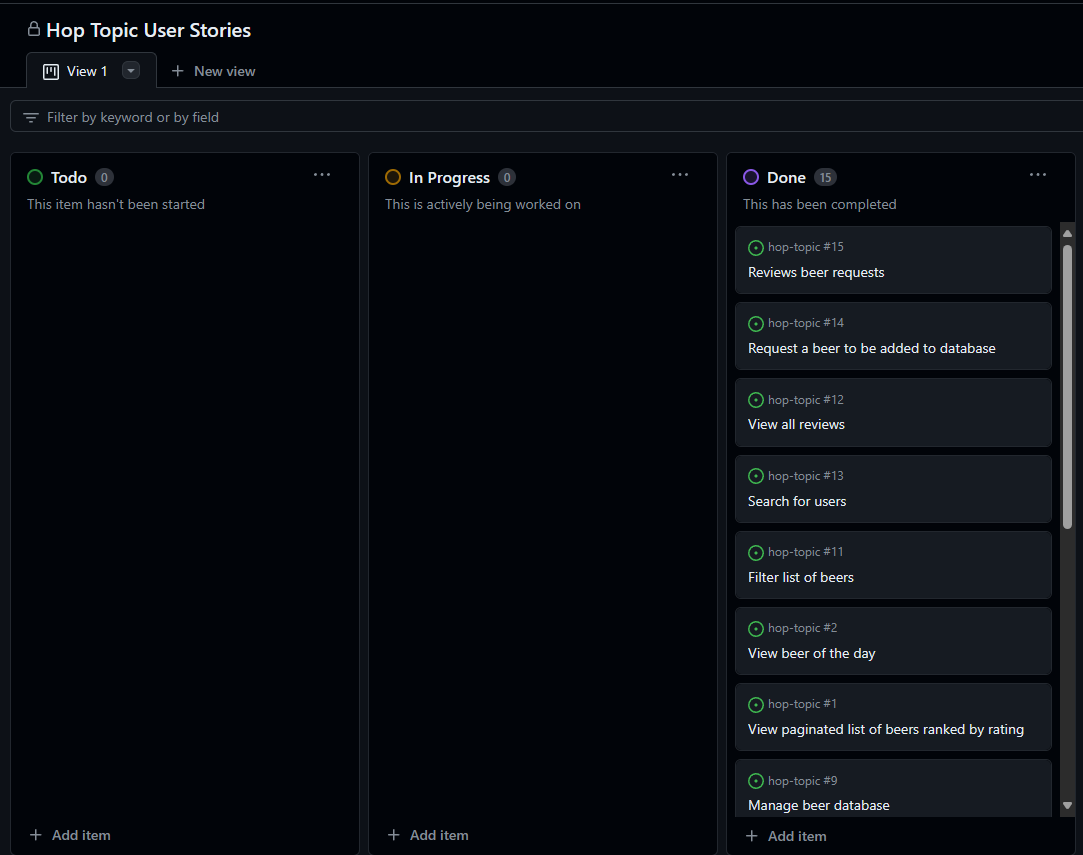 Hop Topic User Stories
View 1
New view
Filter by keyword or by field
Todo 0
This item hasn't been started
Add item
In Progress 0
This is actively being worked on
Add item
Done 15
This has been completed
hop-topic #15
Reviews beer requests
hop-topic #14
Request a beer to be added to database
hop-topic #12
View all reviews
hop-topic #13
Search for users
hop-topic #11
Filter list of beers
hop-topic #2
View beer of the day
hop-topic #1
View paginated list of beers ranked by rating
hop-topic #9
Manage beer database
Add item